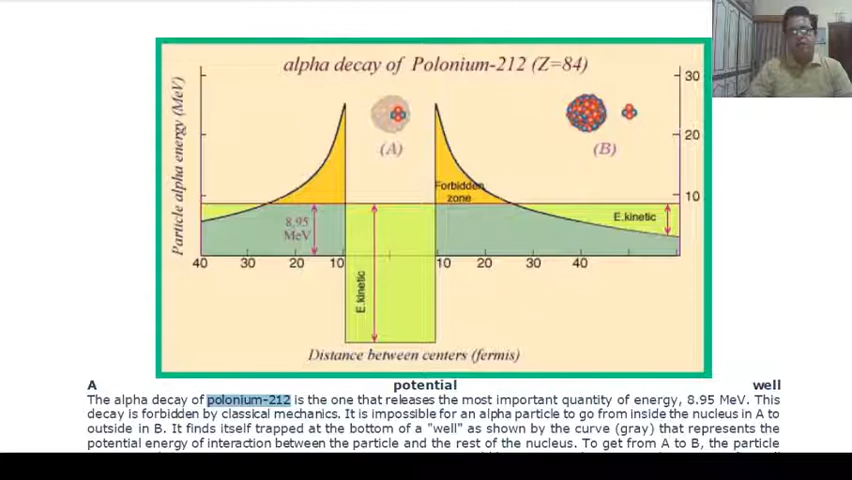 alpha decay of Polonium-212 (Z=84)
Particle alpha energy (MeV)
30
20
10
(A)
(B)
Forbidden
zone
8.95
MeV
E.kinetic
E.kinetic
40 30 20 10 10 20 30 40
Distance between centers (fermis)
A potential well
The alpha decay of polonium-212 is the one that releases the most important quantity of energy, 8.95 MeV. This
decay is forbidden by classical mechanics. It is impossible for an alpha particle to go from inside the nucleus in A to
outside in B. It finds itself trapped at the bottom of a "well" as shown by the curve (gray) that represents the
potential energy of interaction between the particle and the rest of the nucleus. To get from A to B, the particle